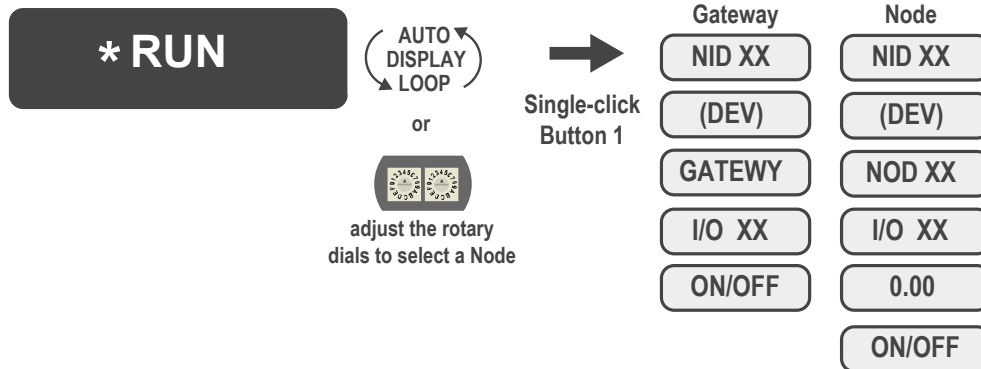 * RUN
AUTO
DISPLAY
LOOP
or
adjust the rotary
dials to select a Node
Single-click
Button 1
Gateway
NID XX
(DEV)
GATEWY
I/O XX
ON/OFF
Node
NID XX
(DEV)
NOD XX
I/O XX
0.00
ON/OFF